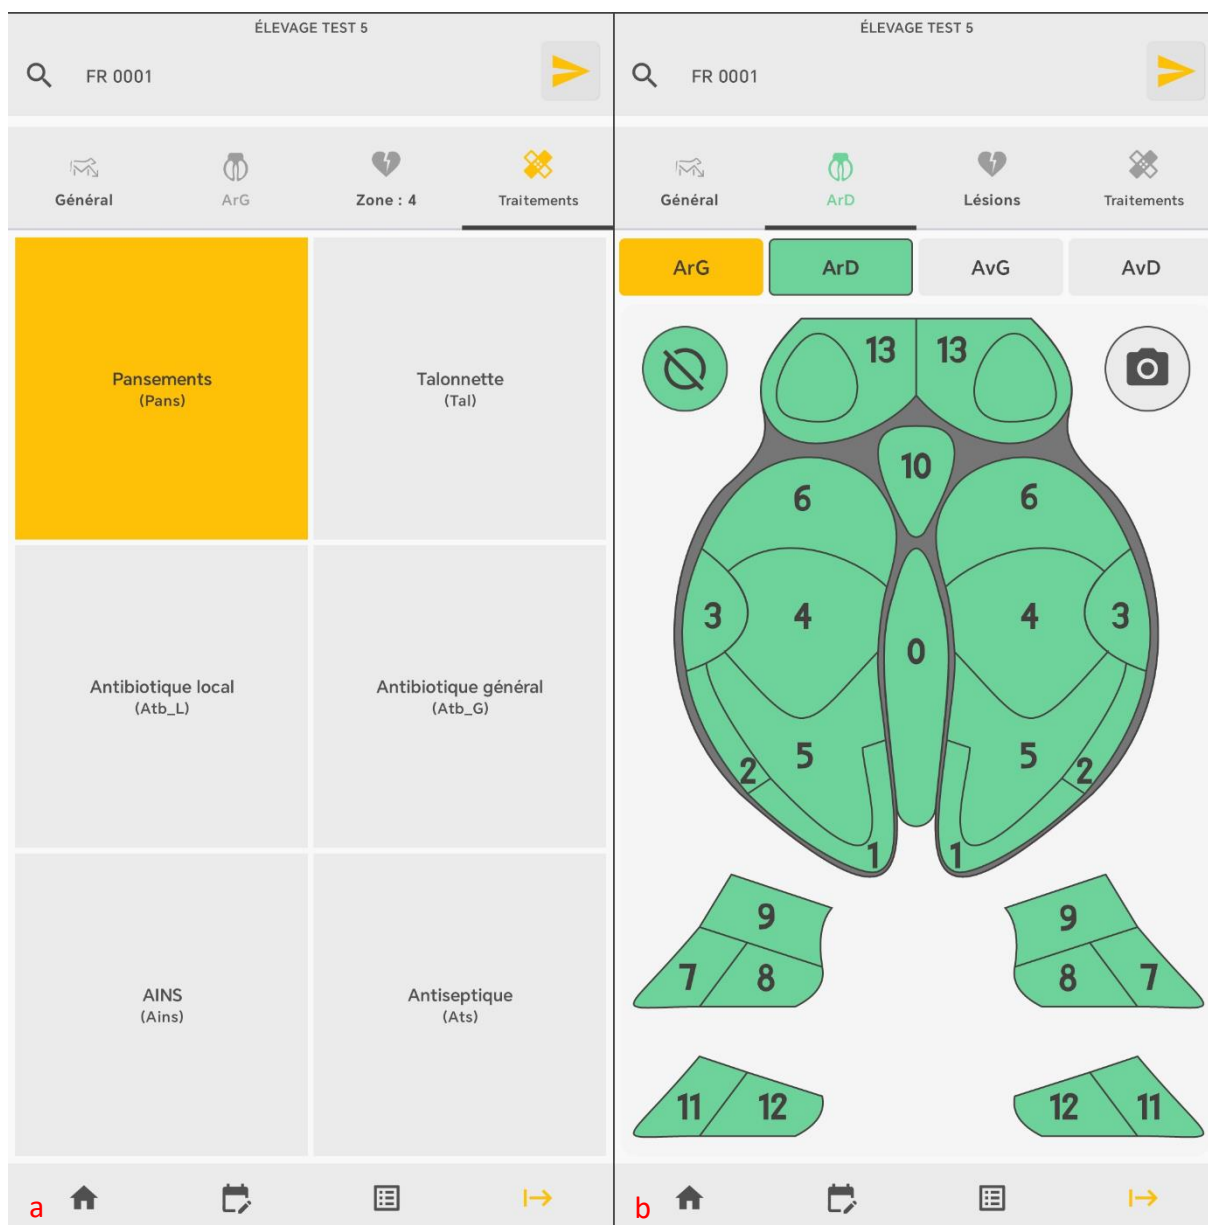 ÉLEVAGE TEST 5
FR 0001
Général
ArG
Zone : 4
Traitements
Pansements
(Pans)
Talonnette
(Tal)
Antibiotique local
(Atb_L)
Antibiotique général
(Atb_G)
AINS
(Ains)
Antiseptique
(Ats)
a
ÉLEVAGE TEST 5
FR 0001
Général
ArD
Lésions
Traitements
ArG
ArD
AvG
AvD
13 13
10
6 6
3 4 4 3
0
5 5
2 2
1 1
9 9
7 8 8 7
11 12 12 11
b